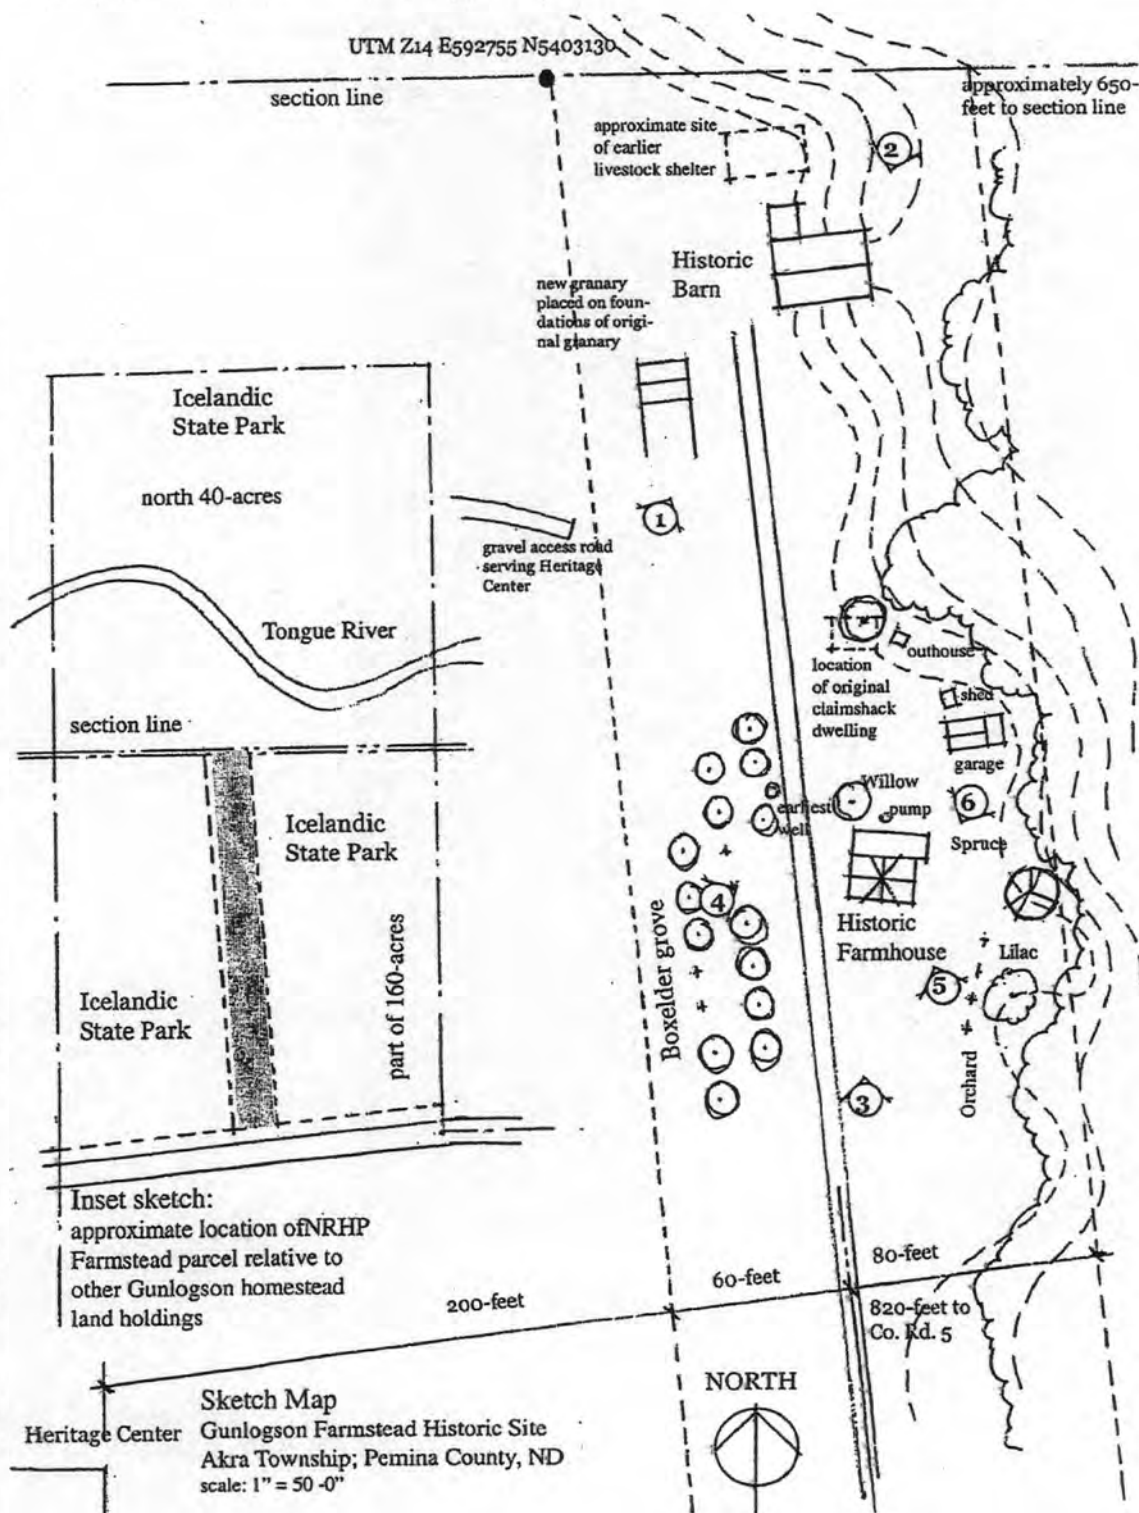 UTM Z14 E592755 N5403130
section line
approximately 650-
feet to section line
approximate site
of earlier
livestock shelter
2
Historic
Barn
new granary
placed on foun-
dations of origi-
nal granary
Icelandic
State Park
north 40-acres
1
gravel access road
serving Heritage
Center
Tongue River
outhouse
location
of original
claimshack
dwelling
shed
garage
section line
Willow
pump
earliest
well
6
Spruce
Icelandic
State Park
4
Historic
Farmhouse
Boxelder grove
Lilac
5
Icelandic
State Park
part of 160-acres
Orchard
3
Inset sketch:
approximate location ofNRHP
Farmstead parcel relative to
other Gunlogson homestead
land holdings
80-feet
60-feet
200-feet
820-feet to
Co. Rd. 5
NORTH
Heritage Center
Sketch Map
Gunlogson Farmstead Historic Site
Akra Township; Pemina County, ND
scale: 1" = 50 -0"